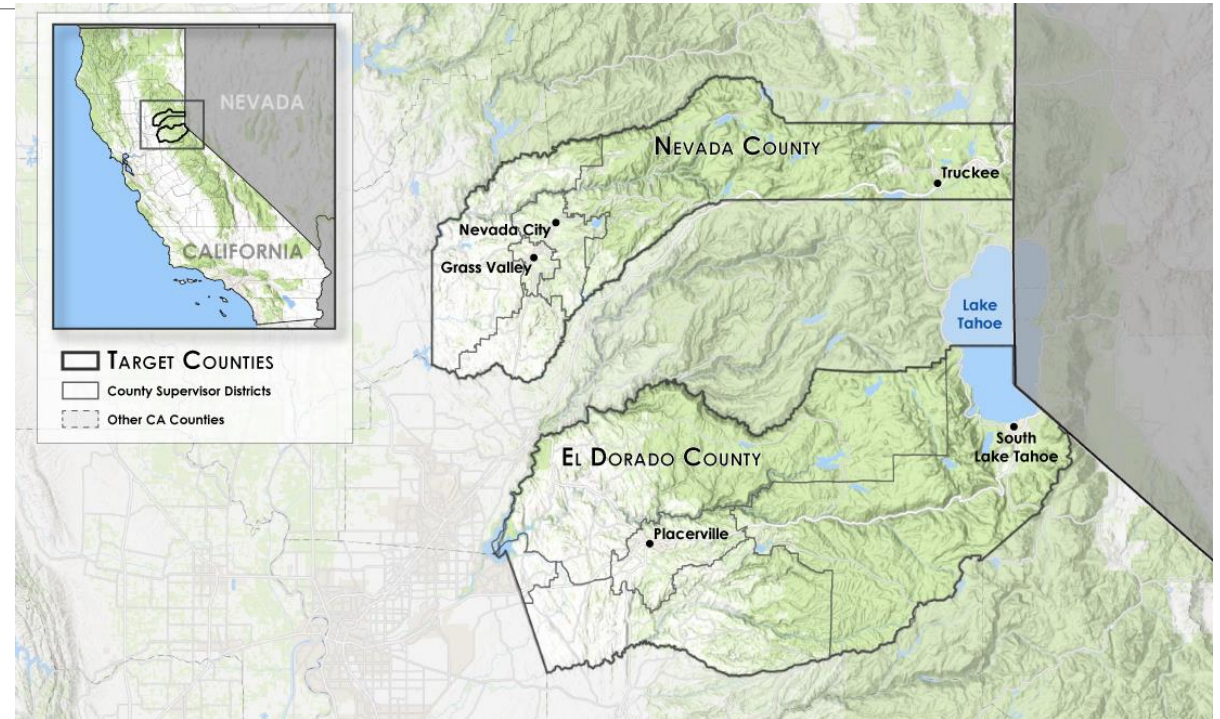 NEVADA
CALIFORNIA
TARGET COUNTIES
County Supervisor Districts
Other CA Counties
NEVADA COUNTY
Truckee
Nevada City
Grass Valley
Lake
Tahoe
South
Lake Tahoe
EL DORADO COUNTY
Placerville